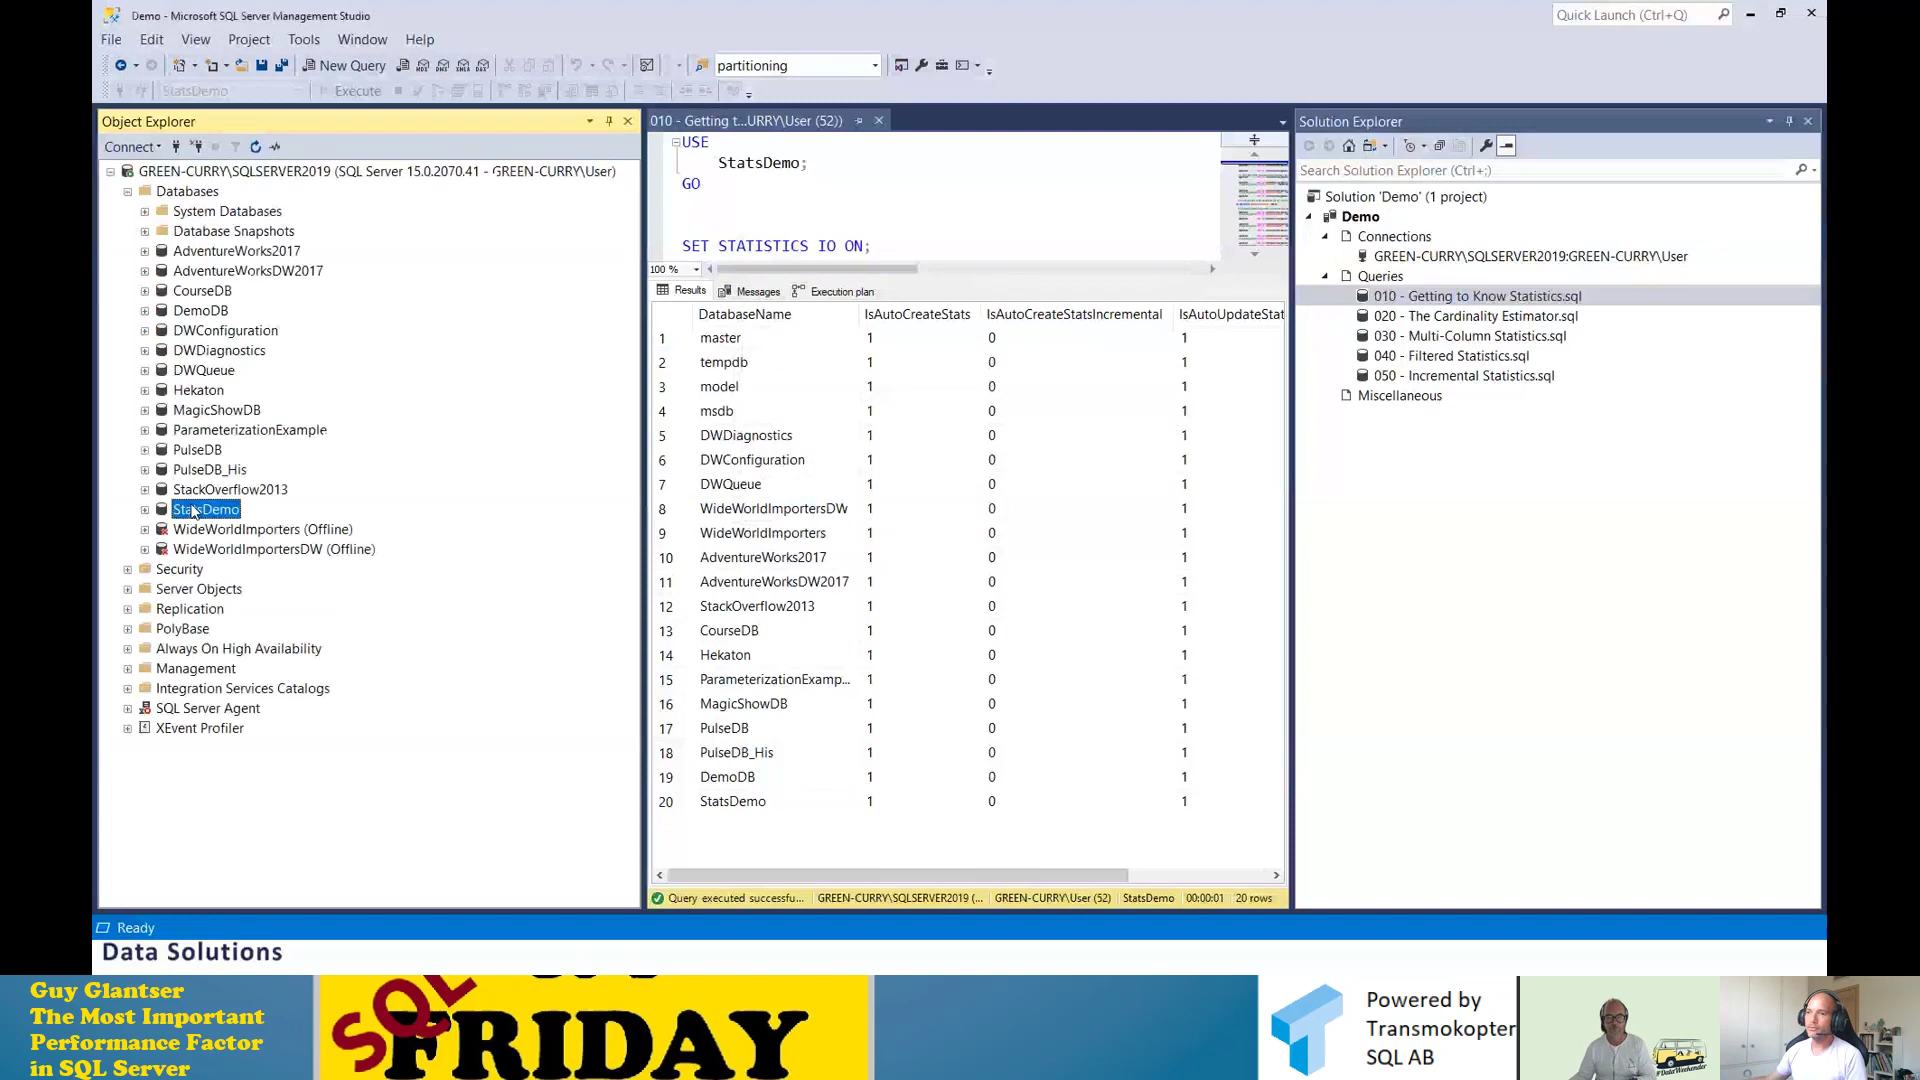 Demo - Microsoft SQL Server Management Studio
Quick Launch (Ctrl+Q)
File Edit View Project Tools Window Help
New Query
partitioning
StatsDemo
Execute
Object Explorer
Connect
GREEN-CURRY\SQLSERVER2019 (SQL Server 15.0.2070.41 - GREEN-CURRY\User)
Databases
System Databases
Database Snapshots
AdventureWorks2017
AdventureWorksDW2017
CourseDB
DemoDB
DWConfiguration
DWDiagnostics
DWQueue
Hekaton
MagicShowDB
ParameterizationExample
PulseDB
PulseDB_His
StackOverflow2013
StatsDemo
WideWorldImporters (Offline)
WideWorldImportersDW (Offline)
Security
Server Objects
Replication
PolyBase
Always On High Availability
Management
Integration Services Catalogs
SQL Server Agent
XEvent Profiler
010 - Getting t...URRY\User (52))
USE
StatsDemo;
GO
SET STATISTICS IO ON;
100 %
Results Messages Execution plan
DatabaseName IsAutoCreateStats IsAutoCreateStatsIncremental IsAutoUpdateStat
1 master 1 0 1
2 tempdb 1 0 1
3 model 1 0 1
4 msdb 1 0 1
5 DWDiagnostics 1 0 1
6 DWConfiguration 1 0 1
7 DWQueue 1 0 1
8 WideWorldImportersDW 1 0 1
9 WideWorldImporters 1 0 1
10 AdventureWorks2017 1 0 1
11 AdventureWorksDW2017 1 0 1
12 StackOverflow2013 1 0 1
13 CourseDB 1 0 1
14 Hekaton 1 0 1
15 ParameterizationExamp... 1 0 1
16 MagicShowDB 1 0 1
17 PulseDB 1 0 1
18 PulseDB_His 1 0 1
19 DemoDB 1 0 1
20 StatsDemo 1 0 1
Query executed successfu... GREEN-CURRY\SQLSERVER2019 (... GREEN-CURRY\User (52) StatsDemo 00:00:01 20 rows
Solution Explorer
Search Solution Explorer (Ctrl+;)
Solution 'Demo' (1 project)
Demo
Connections
GREEN-CURRY\SQLSERVER2019:GREEN-CURRY\User
Queries
010 - Getting to Know Statistics.sql
020 - The Cardinality Estimator.sql
030 - Multi-Column Statistics.sql
040 - Filtered Statistics.sql
050 - Incremental Statistics.sql
Miscellaneous
Ready
Data Solutions
Guy Glantser
The Most Important
Performance Factor
in SQL Server
SQL
FRIDAY
Powered by
Transmokopter
SQL AB
#DataWeekender